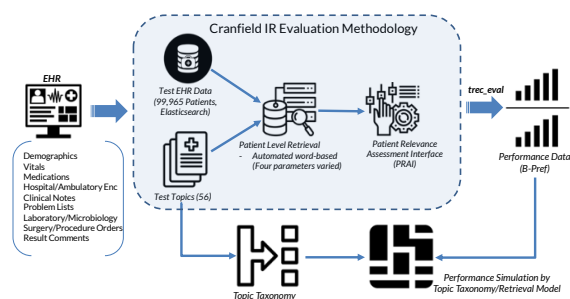 Cranfield IR Evaluation Methodology
EHR
Test EHR Data
(99,965 Patients,
Elasticsearch)
trec_eval
Patient Level Retrieval
- Automated word-based
(Four parameters varied)
Patient Relevance
Assessment Interface
(PRAI)
Performance Data
(B-Pref)
Demographics
Vitals
Medications
Hospital/Ambulatory Enc
Clinical Notes
Problem Lists
Laboratory/Microbiology
Surgery/Procedure Orders
Result Comments
Test Topics (56)
Topic Taxonomy
Performance Simulation by
Topic Taxonomy/Retrieval Model